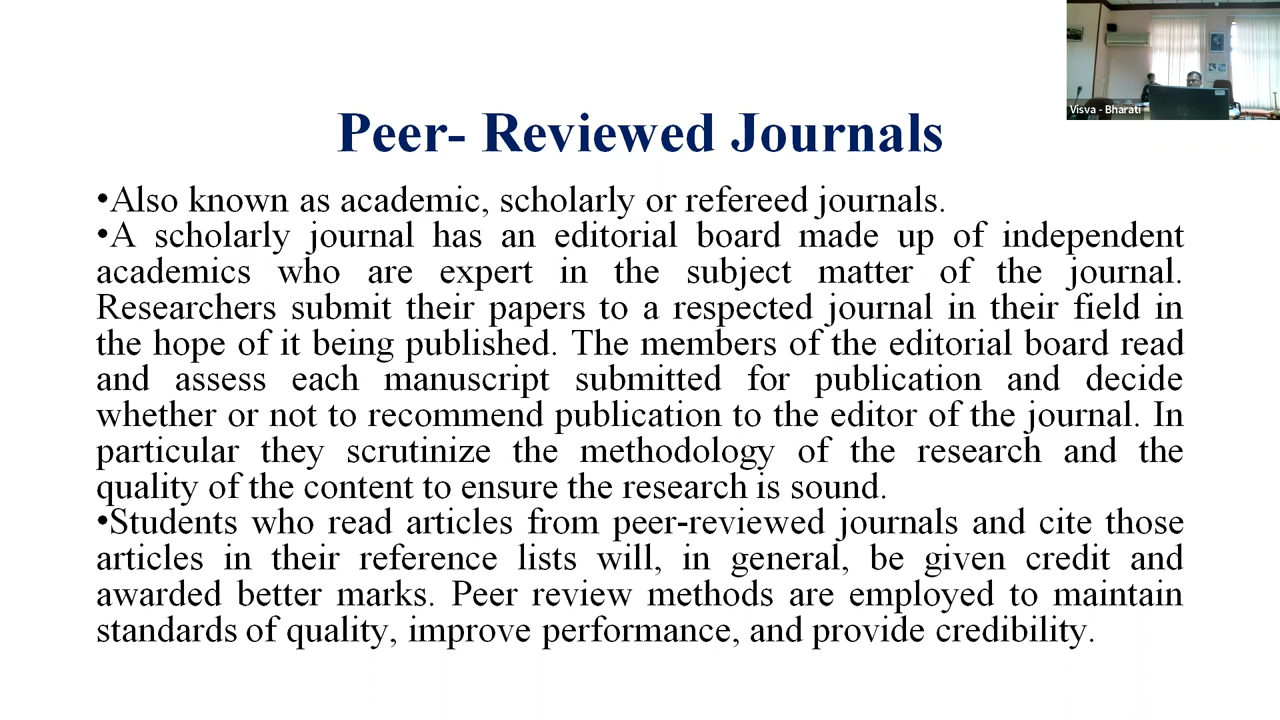 Visva - Bharati
Peer- Reviewed Journals
•Also known as academic, scholarly or refereed journals.
•A scholarly journal has an editorial board made up of independent
academics who are expert in the subject matter of the journal.
Researchers submit their papers to a respected journal in their field in
the hope of it being published. The members of the editorial board read
and assess each manuscript submitted for publication and decide
whether or not to recommend publication to the editor of the journal. In
particular they scrutinize the methodology of the research and the
quality of the content to ensure the research is sound.
•Students who read articles from peer-reviewed journals and cite those
articles in their reference lists will, in general, be given credit and
awarded better marks. Peer review methods are employed to maintain
standards of quality, improve performance, and provide credibility.